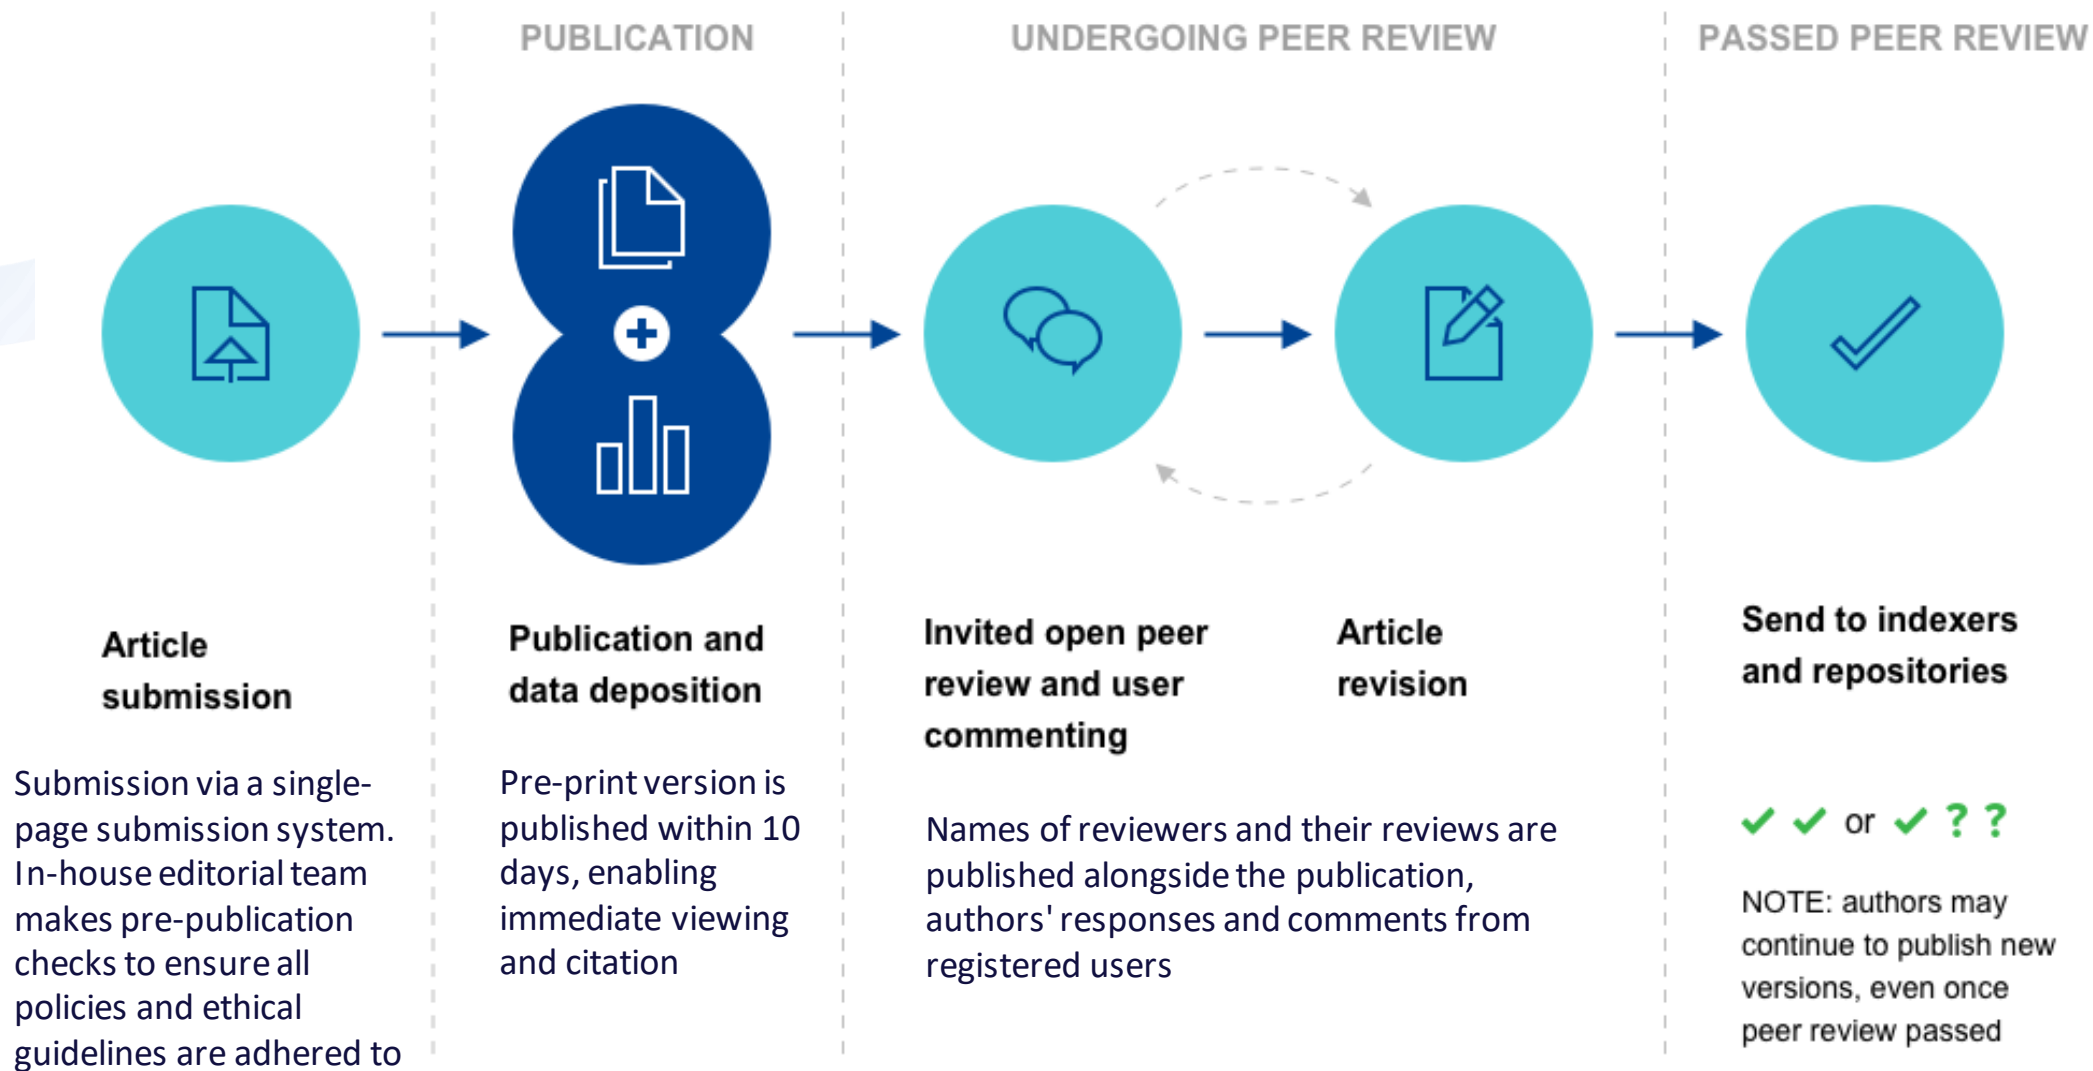 PUBLICATION
UNDERGOING PEER REVIEW
PASSED PEER REVIEW
Article
submission
Submission via a single-
page submission system.
In-house editorial team
makes pre-publication
checks to ensure all
policies and ethical
guidelines are adhered to
Publication and
data deposition
Pre-print version is
published within 10
days, enabling
immediate viewing
and citation
Invited open peer
review and user
commenting
Article
revision
Names of reviewers and their reviews are
published alongside the publication,
authors' responses and comments from
registered users
Send to indexers
and repositories
✔ ✔ or ✔ ? ?
NOTE: authors may
continue to publish new
versions, even once
peer review passed